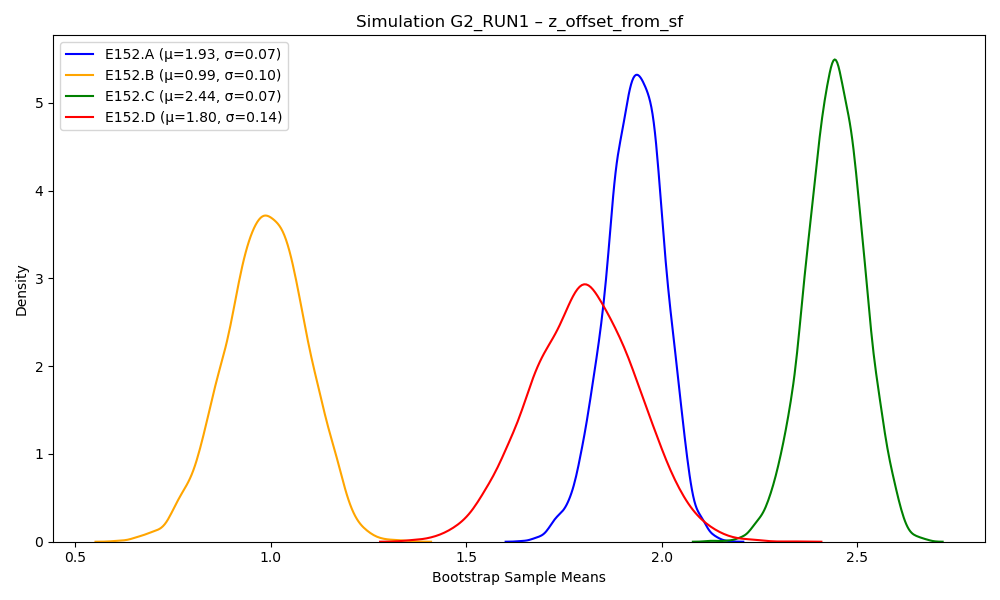 Simulation G2_RUN1 – z_offset_from_sf
E152.A (μ=1.93, σ=0.07)
E152.B (μ=0.99, σ=0.10)
E152.C (μ=2.44, σ=0.07)
E152.D (μ=1.80, σ=0.14)
Density
5
4
3
2
1
0
0.5 1.0 1.5 2.0 2.5
Bootstrap Sample Means